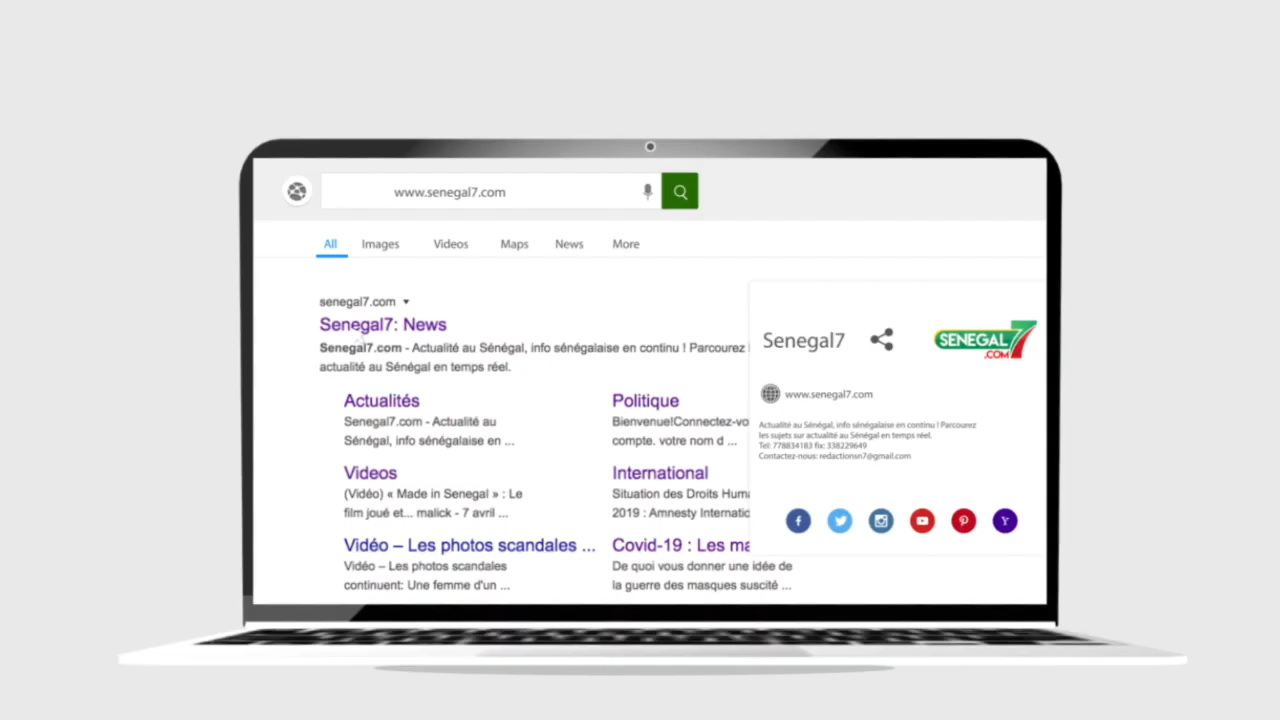 www.senegal7.com
All Images Videos Maps News More
senegal7.com
Senegal7: News
Senegal7.com - Actualité au Sénégal, info sénégalaise en continu ! Parcourez
actualité au Sénégal en temps réel.
Actualités
Senegal7.com - Actualité au
Sénégal, info sénégalaise en ...
Politique
Bienvenue!Connectez-vo
compte. votre nom d ...
Videos
(Vidéo) « Made in Senegal » : Le
film joué et... malick - 7 avril ...
International
Situation des Droits Huma
2019 : Amnesty Internatio
Vidéo – Les photos scandales ...
Vidéo – Les photos scandales
continuent: Une femme d'un ...
Covid-19 : Les ma
De quoi vous donner une idée de
la guerre des masques suscité ...
Senegal7
SENEGAL7
.COM
www.senegal7.com
Actualité au Sénégal, info sénégalaise en continu ! Parcourez
les sujets sur actualité au Sénégal en temps réel.
Tel: 778834183 fix: 338229649
Contactez-nous: redactionsn7@gmail.com